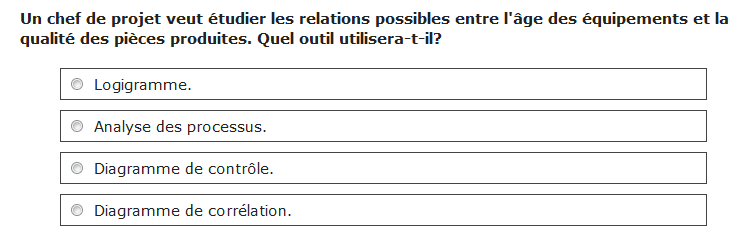 Un chef de projet veut étudier les relations possibles entre l'âge des équipements et la
qualité des pièces produites. Quel outil utilisera-t-il?
Logigramme.
Analyse des processus.
Diagramme de contrôle.
Diagramme de corrélation.